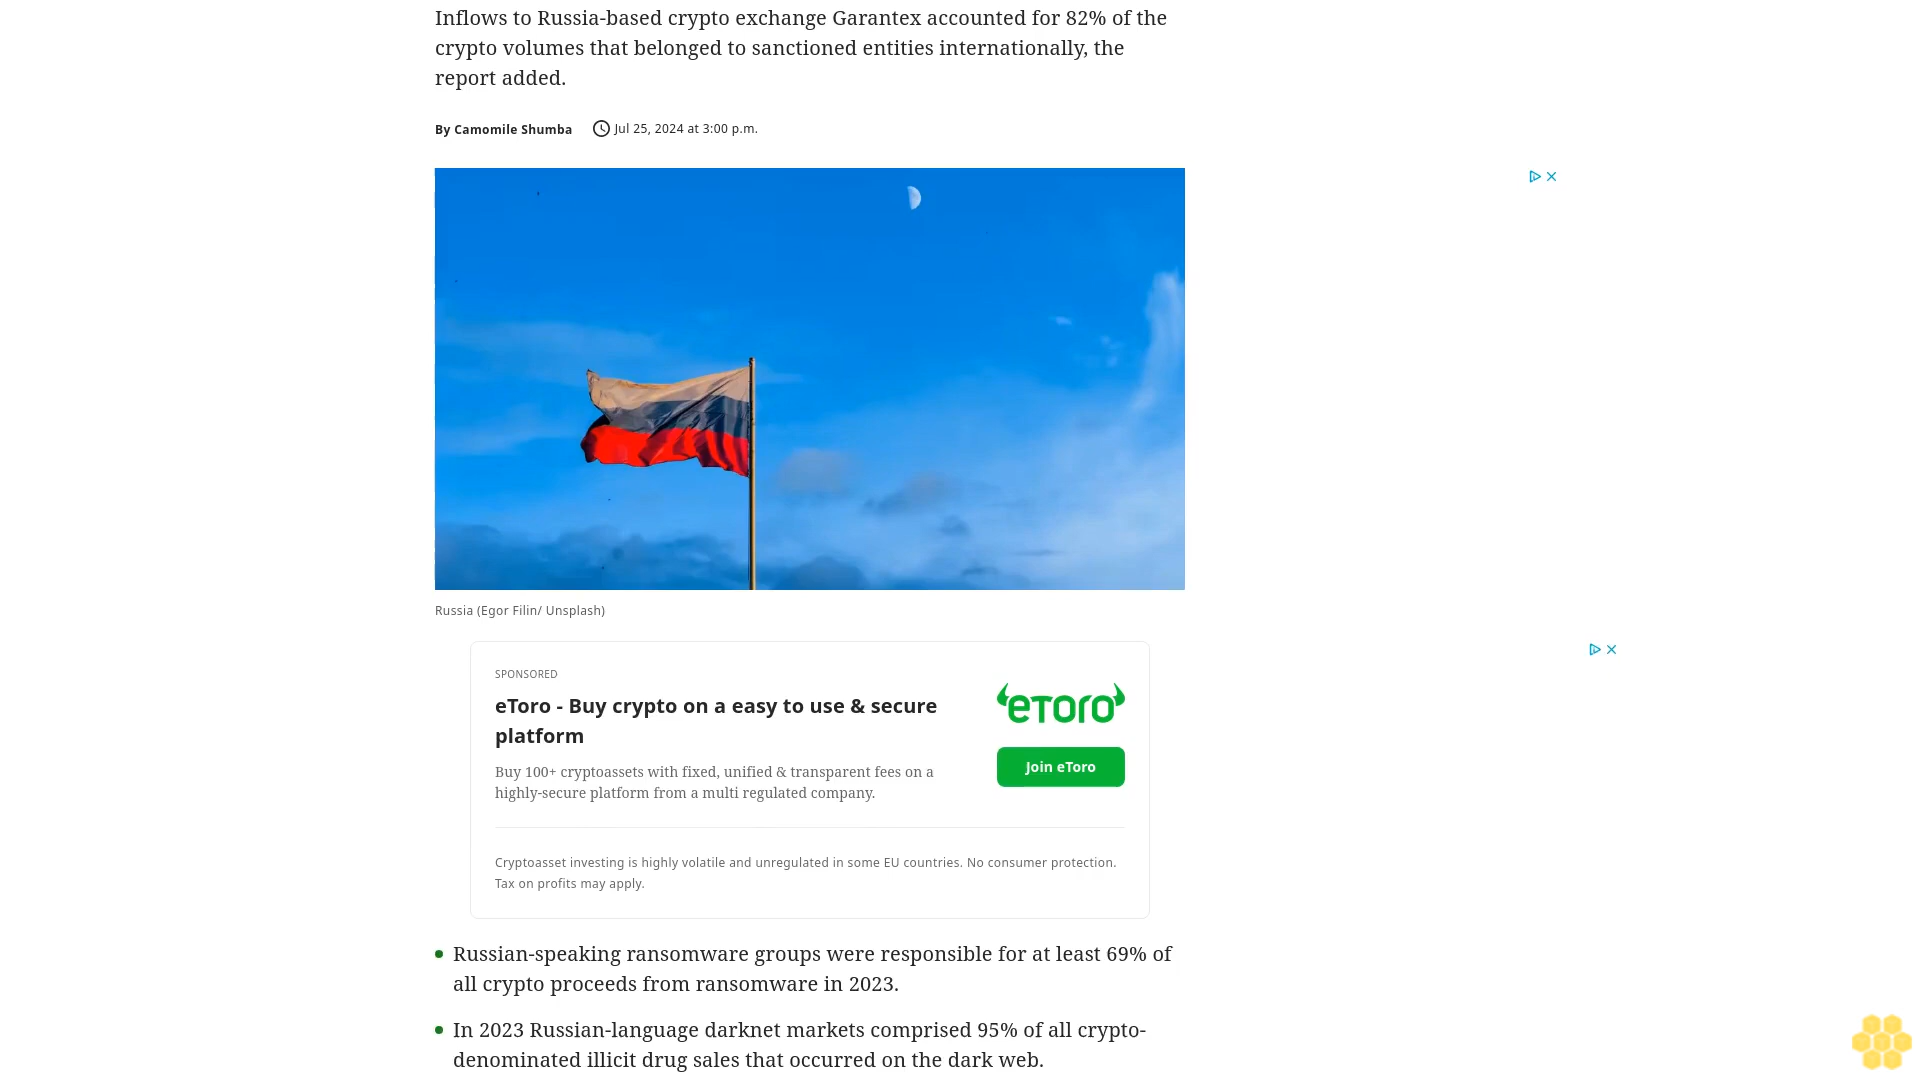 Inflows to Russia-based crypto exchange Garantex accounted for 82% of the
crypto volumes that belonged to sanctioned entities internationally, the
report added.
By Camomile Shumba
Jul 25, 2024 at 3:00 p.m.
Russia (Egor Filin/ Unsplash)
SPONSORED
eToro - Buy crypto on a easy to use & secure
platform
Buy 100+ cryptoassets with fixed, unified & transparent fees on a
highly-secure platform from a multi regulated company.
eToro
Join eToro
Cryptoasset investing is highly volatile and unregulated in some EU countries. No consumer protection.
Tax on profits may apply.
Russian-speaking ransomware groups were responsible for at least 69% of
all crypto proceeds from ransomware in 2023.
In 2023 Russian-language darknet markets comprised 95% of all crypto-
denominated illicit drug sales that occurred on the dark web.